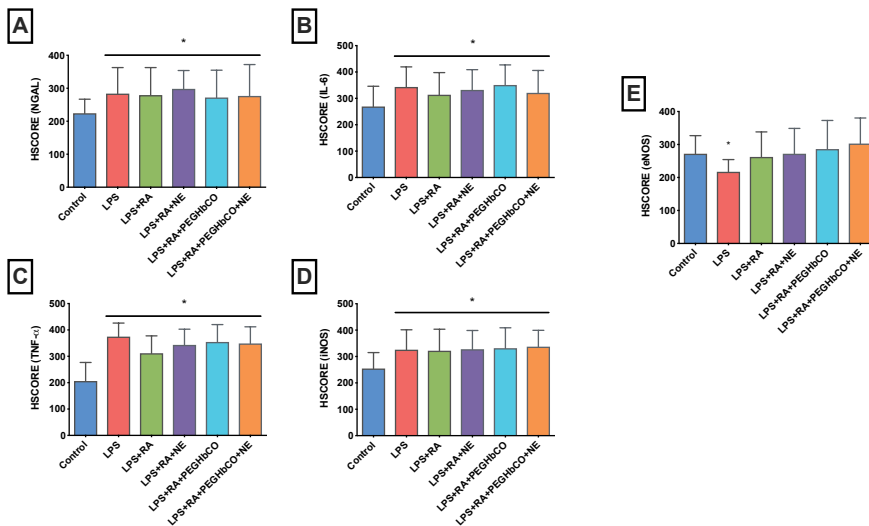 A
*
HSCORE (NGAL)
400
300
200
100
0
Control
LPS
LPS+RA
LPS+RA+NE
LPS+RA+PEGHbCO
LPS+RA+PEGHbCO+NE
B
*
HSCORE (IL-6)
500
400
300
200
100
0
Control
LPS
LPS+RA
LPS+RA+NE
LPS+RA+PEGHbCO
LPS+RA+PEGHbCO+NE
E
*
HSCORE (eNOS)
400
300
200
100
0
Control
LPS
LPS+RA
LPS+RA+NE
LPS+RA+PEGHbCO
LPS+RA+PEGHbCO+NE
C
*
HSCORE (TNF-α)
500
400
300
200
100
0
Control
LPS
LPS+RA
LPS+RA+NE
LPS+RA+PEGHbCO
LPS+RA+PEGHbCO+NE
D
*
HSCORE (iNOS)
500
400
300
200
100
0
Control
LPS
LPS+RA
LPS+RA+NE
LPS+RA+PEGHbCO
LPS+RA+PEGHbCO+NE